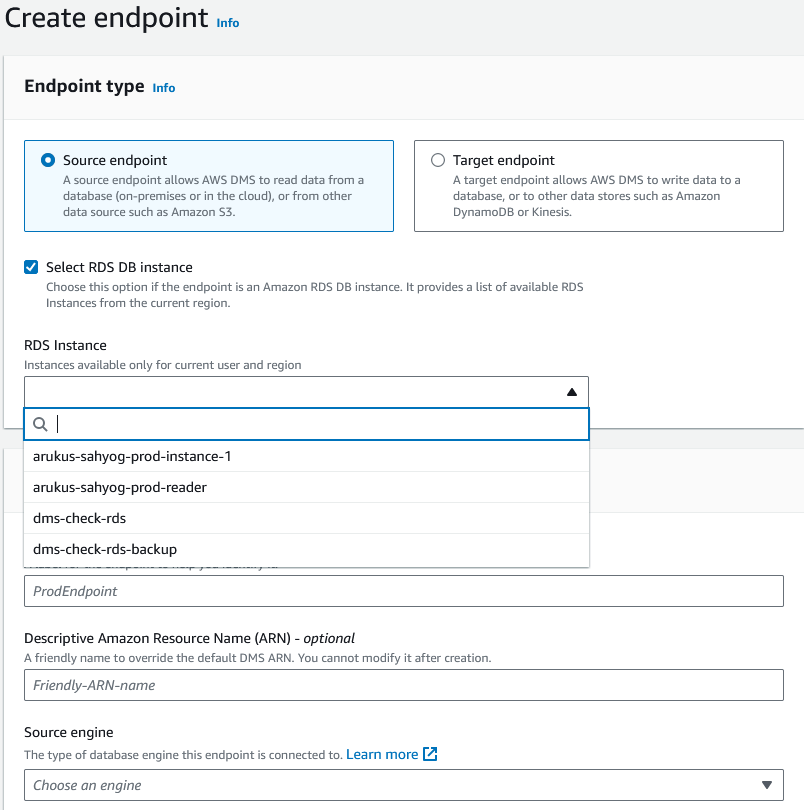 Create endpoint Info
Endpoint type Info
Source endpoint
A source endpoint allows AWS DMS to read data from a
database (on-premises or in the cloud), or from other
data source such as Amazon S3.
Target endpoint
A target endpoint allows AWS DMS to write data to a
database, or to other data stores such as Amazon
DynamoDB or Kinesis.
Select RDS DB instance
Choose this option if the endpoint is an Amazon RDS DB instance. It provides a list of available RDS
Instances from the current region.
RDS Instance
Instances available only for current user and region
arukus-sahyog-prod-instance-1
arukus-sahyog-prod-reader
dms-check-rds
dms-check-rds-backup
ProdEndpoint
Descriptive Amazon Resource Name (ARN) - optional
A friendly name to override the default DMS ARN. You cannot modify it after creation.
Friendly-ARN-name
Source engine
The type of database engine this endpoint is connected to. Learn more
Choose an engine